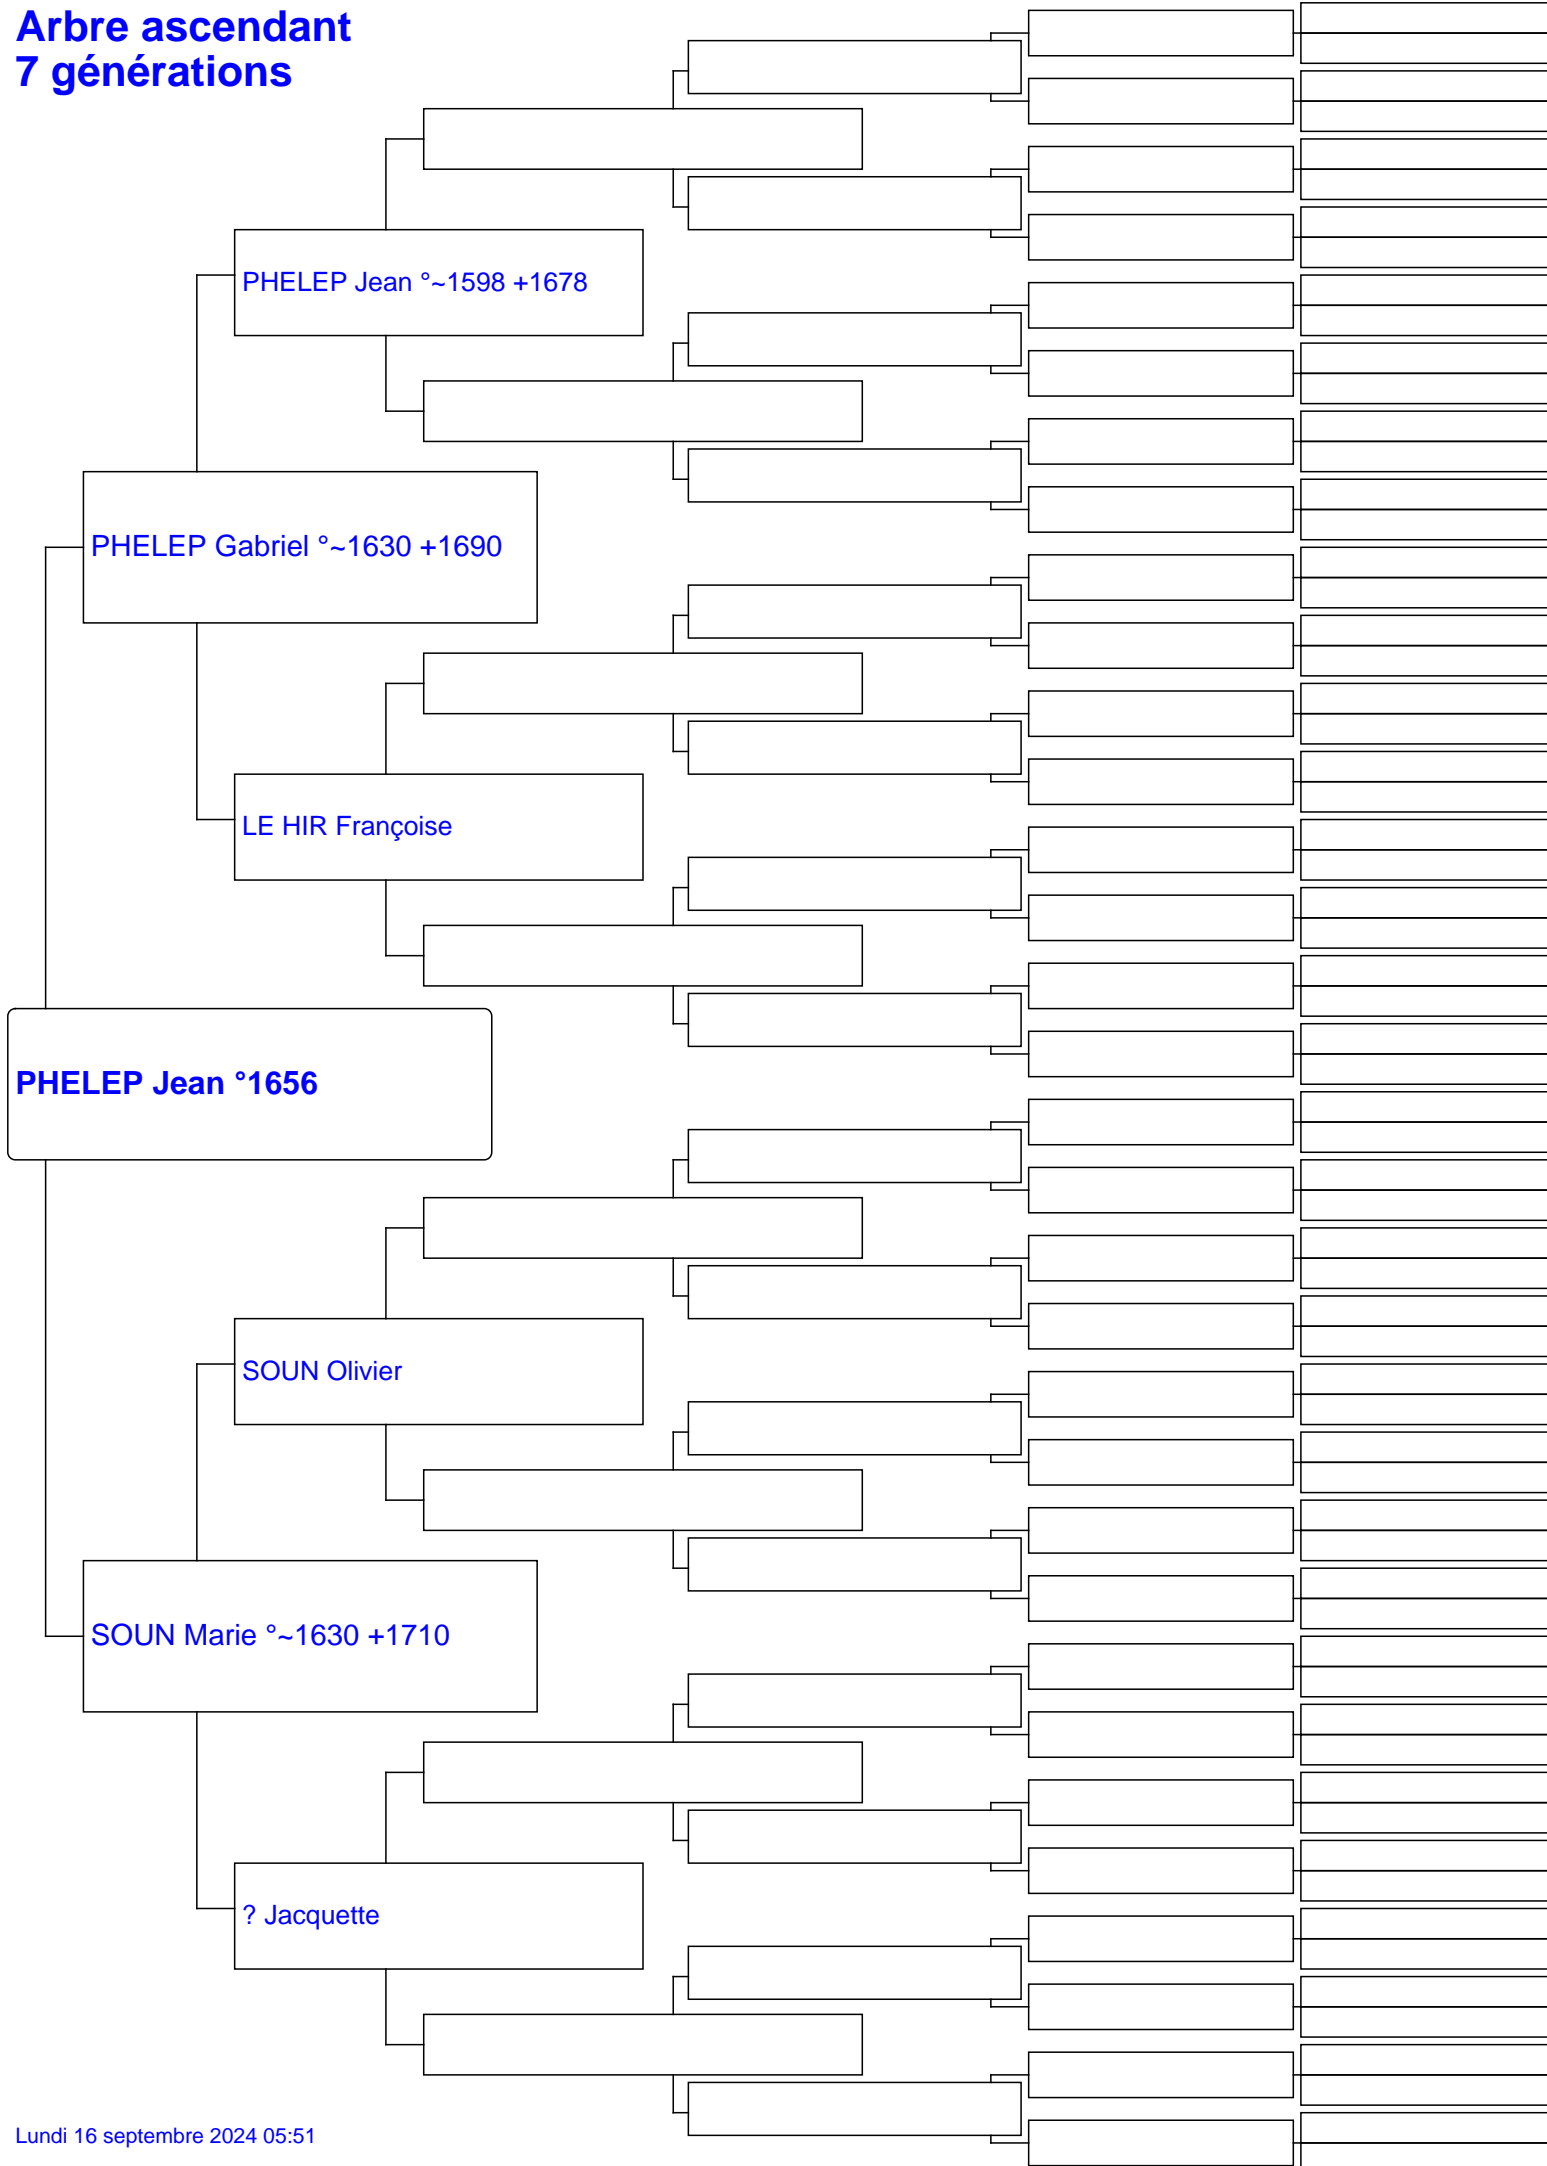 Arbre ascendant
7 générations
PHELEP Jean °~1598 +1678
PHELEP Gabriel °~1630 +1690
LE HIR Françoise
PHELEP Jean °1656
SOUN Olivier
SOUN Marie °~1630 +1710
? Jacquette
Lundi 16 septembre 2024 05:51